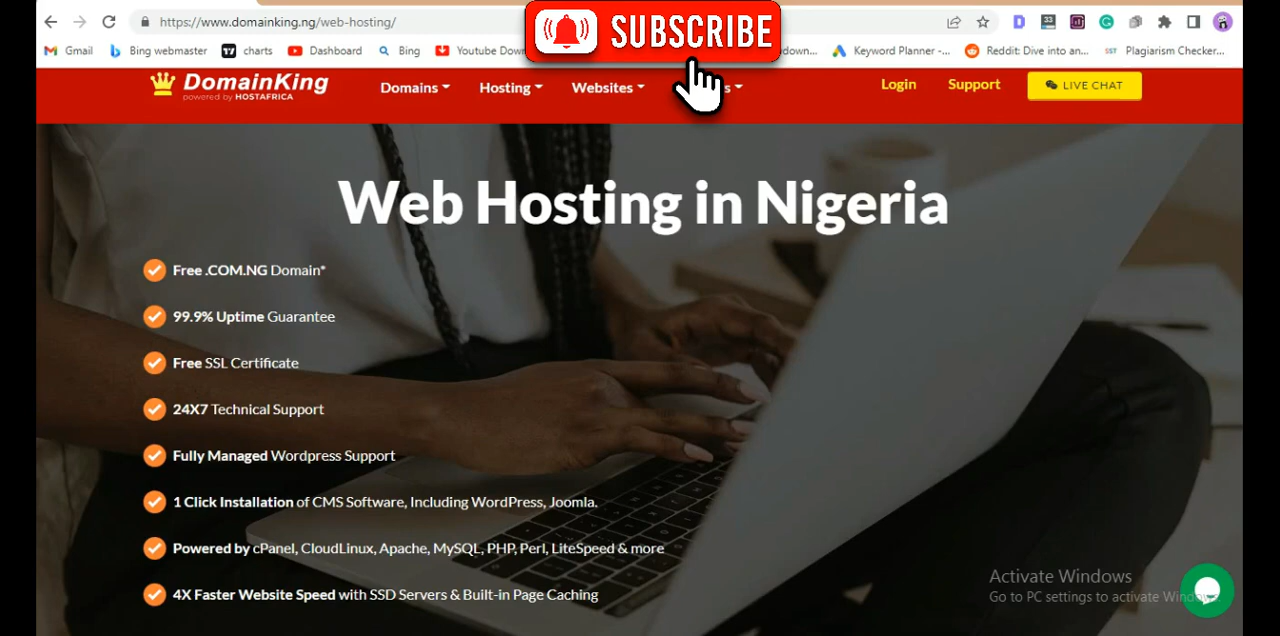 https://www.domainking.ng/web-hosting/
SUBSCRIBE
33
Gmail
Bing webmaster
charts
Dashboard
Bing
Youtube Dow
down...
Keyword Planner -...
Reddit: Dive into an...
SST Plagiarism Checker...
DomainKing
powered by HOSTAFRICA
Domains
Hosting
Websites
s
Login
Support
LIVE CHAT
Web Hosting in Nigeria
Free .COM.NG Domain*
99.9% Uptime Guarantee
Free SSL Certificate
24X7 Technical Support
Fully Managed Wordpress Support
1 Click Installation of CMS Software, Including WordPress, Joomla.
Powered by cPanel, CloudLinux, Apache, MySQL, PHP, Perl, LiteSpeed & more
4X Faster Website Speed with SSD Servers & Built-in Page Caching
Activate Windows
Go to PC settings to activate Windows.